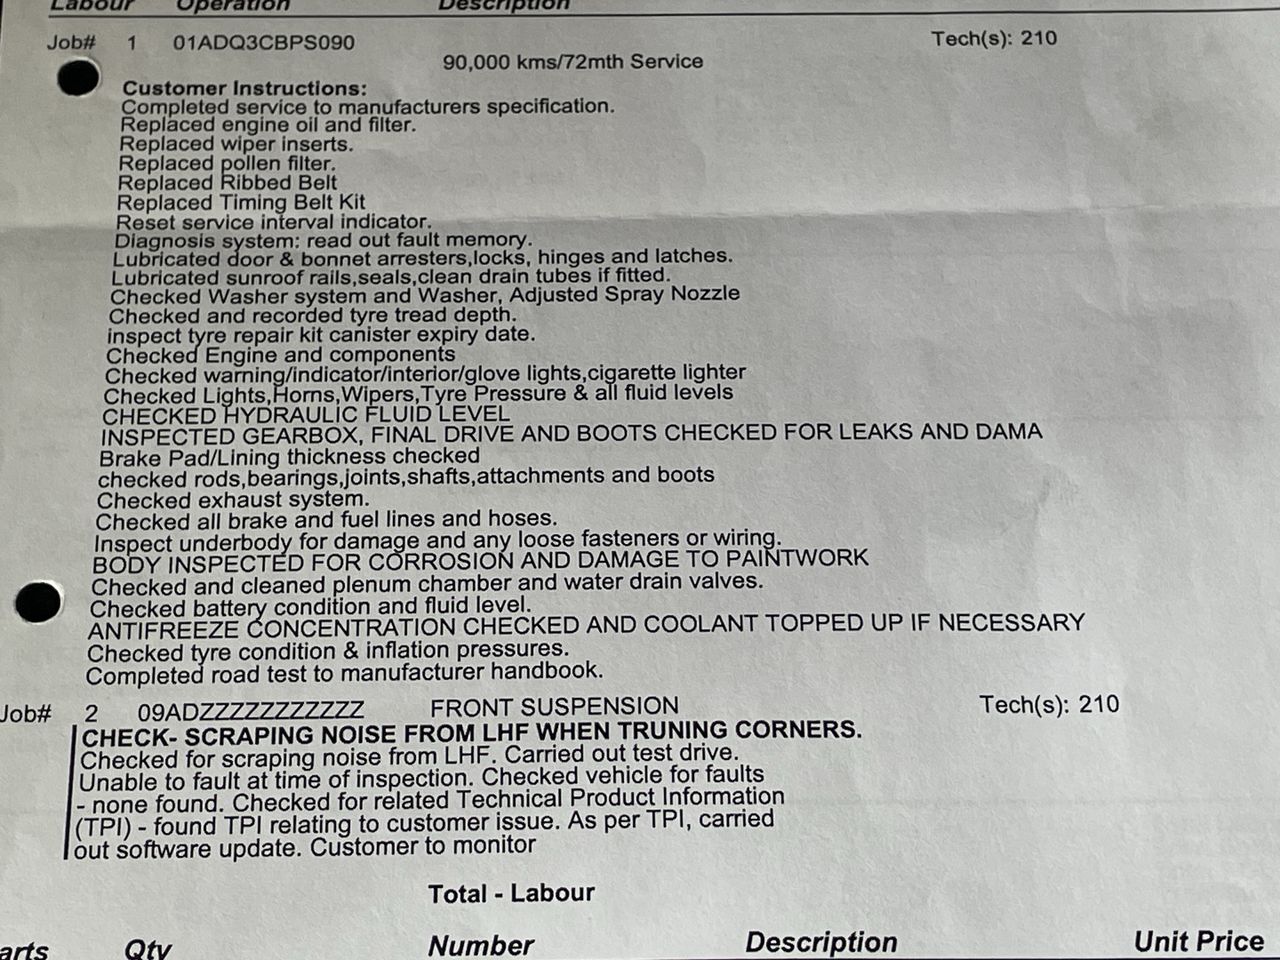 Labour Operation Description
Job# 1 01ADQ3CBPS090 Tech(s): 210
90,000 kms/72mth Service
Customer Instructions:
Completed service to manufacturers specification.
Replaced engine oil and filter.
Replaced wiper inserts.
Replaced pollen filter.
Replaced Ribbed Belt
Replaced Timing Belt Kit
Reset service interval indicator.
Diagnosis system: read out fault memory.
Lubricated door & bonnet arresters,locks, hinges and latches.
Lubricated sunroof rails,seals,clean drain tubes if fitted.
Checked Washer system and Washer, Adjusted Spray Nozzle
Checked and recorded tyre tread depth.
inspect tyre repair kit canister expiry date.
Checked Engine and components
Checked warning/indicator/interior/glove lights,cigarette lighter
Checked Lights,Horns,Wipers,Tyre Pressure & all fluid levels
CHECKED HYDRAULIC FLUID LEVEL
INSPECTED GEARBOX, FINAL DRIVE AND BOOTS CHECKED FOR LEAKS AND DAMA
Brake Pad/Lining thickness checked
checked rods,bearings,joints,shafts,attachments and boots
Checked exhaust system.
Checked all brake and fuel lines and hoses.
Inspect underbody for damage and any loose fasteners or wiring.
BODY INSPECTED FOR CORROSION AND DAMAGE TO PAINTWORK
Checked and cleaned plenum chamber and water drain valves.
Checked battery condition and fluid level.
ANTIFREEZE CONCENTRATION CHECKED AND COOLANT TOPPED UP IF NECESSARY
Checked tyre condition & inflation pressures.
Completed road test to manufacturer handbook.
Job# 2 09ADZZZZZZZZZZZ FRONT SUSPENSION Tech(s): 210
CHECK- SCRAPING NOISE FROM LHF WHEN TRUNING CORNERS.
Checked for scraping noise from LHF. Carried out test drive.
Unable to fault at time of inspection. Checked vehicle for faults
- none found. Checked for related Technical Product Information
(TPI) - found TPI relating to customer issue. As per TPI, carried
out software update. Customer to monitor
Total - Labour
arts Qty Number Description Unit Price